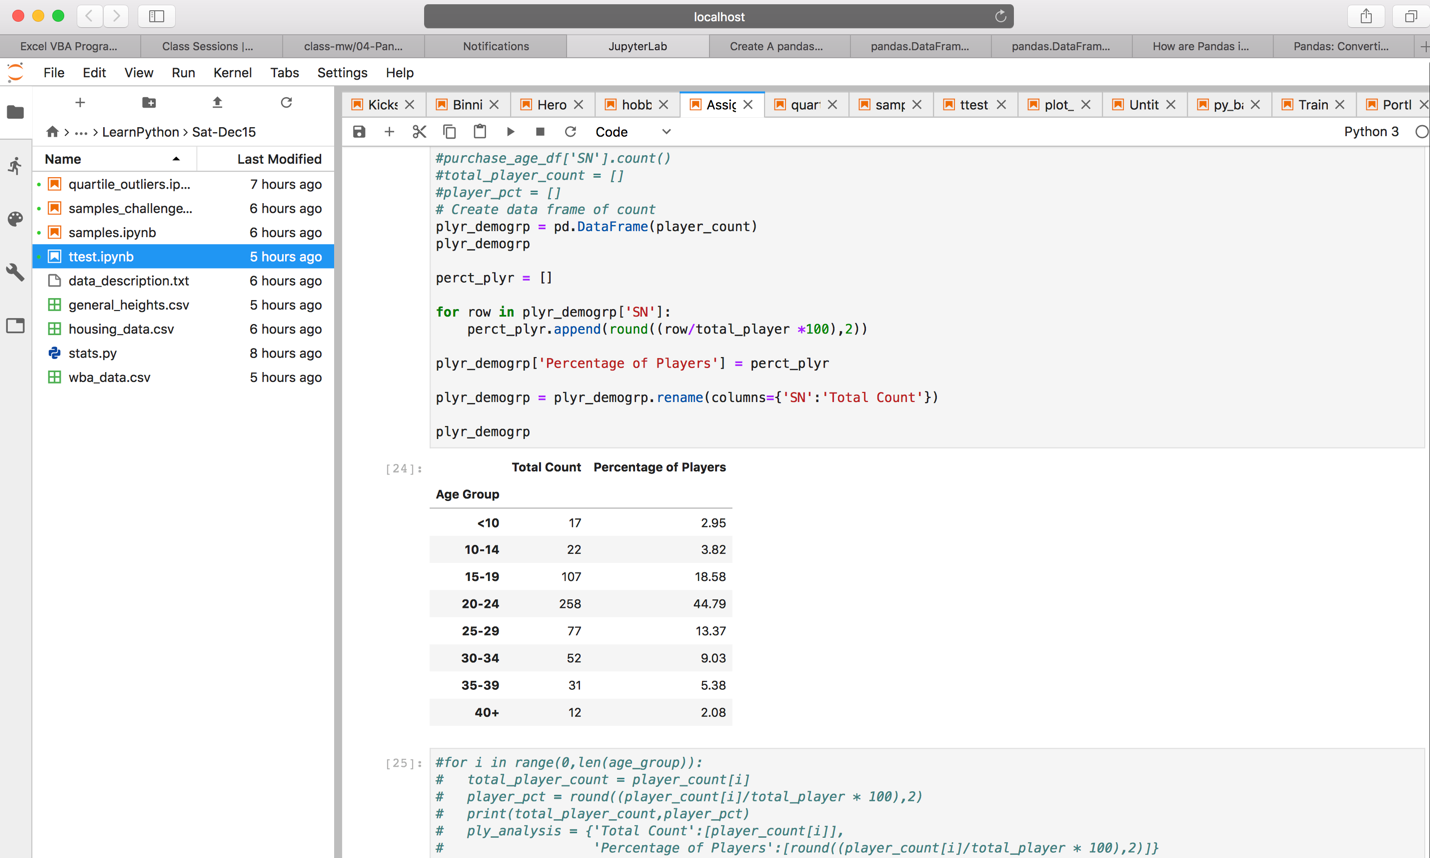 localhost
Excel VBA Progra...
Class Sessions |...
class-mw/04-Pan...
Notifications
JupyterLab
Create A pandas...
pandas.DataFram...
pandas.DataFram...
How are Pandas i...
Pandas: Converti...
File Edit View Run Kernel Tabs Settings Help
Kicks
Binni
Hero
hobb
Assig
quar
samp
ttest
plot_
Untit
py_ba
Train
Portl
Code
Python 3
> ... > LearnPython > Sat-Dec15
Name Last Modified
quartile_outliers.ip... 7 hours ago
samples_challenge... 6 hours ago
samples.ipynb 6 hours ago
ttest.ipynb 5 hours ago
data_description.txt 6 hours ago
general_heights.csv 5 hours ago
housing_data.csv 6 hours ago
stats.py 8 hours ago
wba_data.csv 5 hours ago
#purchase_age_df['SN'].count()
#total_player_count = []
#player_pct = []
# Create data frame of count
plyr_demogrp = pd.DataFrame(player_count)
plyr_demogrp
perct_plyr = []
for row in plyr_demogrp['SN']:
    perct_plyr.append(round((row/total_player *100),2))
plyr_demogrp['Percentage of Players'] = perct_plyr
plyr_demogrp = plyr_demogrp.rename(columns={'SN':'Total Count'})
plyr_demogrp
[24]:
Total Count Percentage of Players
Age Group
<10 17 2.95
10-14 22 3.82
15-19 107 18.58
20-24 258 44.79
25-29 77 13.37
30-34 52 9.03
35-39 31 5.38
40+ 12 2.08
[25]:
#for i in range(0,len(age_group)):
#   total_player_count = player_count[i]
#   player_pct = round((player_count[i]/total_player * 100),2)
#   print(total_player_count,player_pct)
#   ply_analysis = {'Total Count':[player_count[i]],
#                   'Percentage of Players':[round((player_count[i]/total_player * 100),2)]}